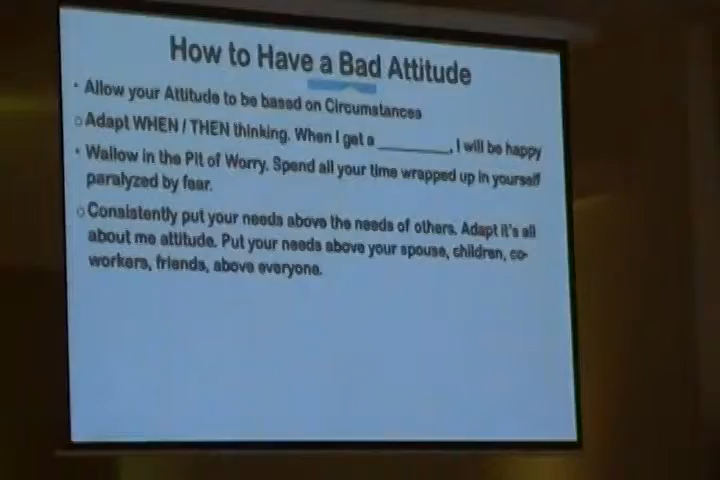 How to Have a Bad Attitude
• Allow your Attitude to be based on Circumstances
○ Adapt WHEN / THEN thinking. When I get a ________, I will be happy
• Wallow in the Pit of Worry. Spend all your time wrapped up in yourself
paralyzed by fear.
○ Consistently put your needs above the needs of others. Adapt it's all
about me attitude. Put your needs above your spouse, children, co-
workers, friends, above everyone.